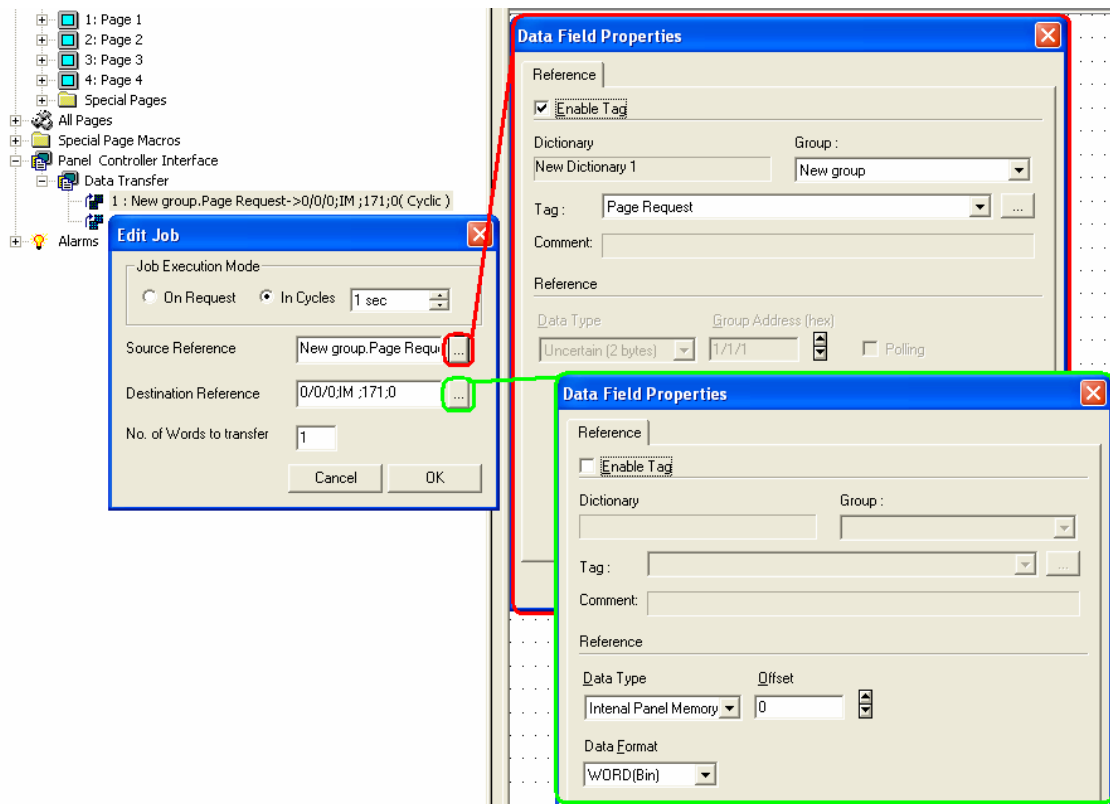 1: Page 1
2: Page 2
3: Page 3
4: Page 4
Special Pages
All Pages
Special Page Macros
Panel Controller Interface
Data Transfer
1 : New group.Page Request->0/0/0;IM ;171;0( Cyclic )
Alarms
Edit Job
Job Execution Mode
On Request In Cycles 1 sec
Source Reference New group.Page Requ ...
Destination Reference 0/0/0;IM ;171;0 ...
No. of Words to transfer 1
Cancel OK
Data Field Properties
Reference
Enable Tag
Dictionary Group :
New Dictionary 1 New group
Tag : Page Request ...
Comment:
Reference
Data Type Group Address (hex)
Uncertain (2 bytes) 1/1/1 Polling
Data Field Properties
Reference
Enable Tag
Dictionary Group :
Tag : ...
Comment:
Reference
Data Type Offset
Intenal Panel Memory 0
Data Format
WORD(Bin)